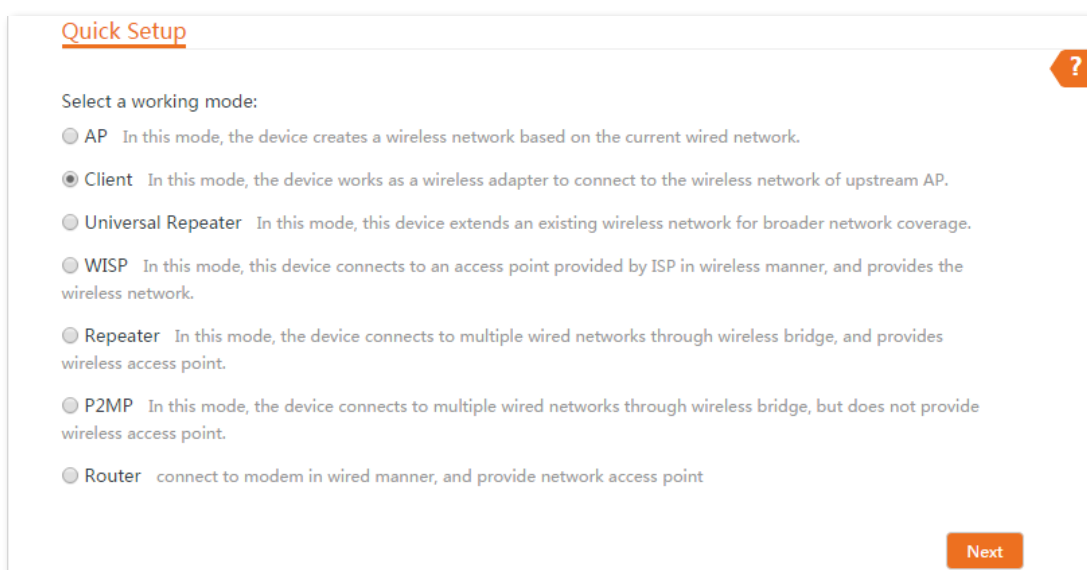 Quick Setup
?
Select a working mode:
AP In this mode, the device creates a wireless network based on the current wired network.
Client In this mode, the device works as a wireless adapter to connect to the wireless network of upstream AP.
Universal Repeater In this mode, this device extends an existing wireless network for broader network coverage.
WISP In this mode, this device connects to an access point provided by ISP in wireless manner, and provides the
wireless network.
Repeater In this mode, the device connects to multiple wired networks through wireless bridge, and provides
wireless access point.
P2MP In this mode, the device connects to multiple wired networks through wireless bridge, but does not provide
wireless access point.
Router connect to modem in wired manner, and provide network access point
Next